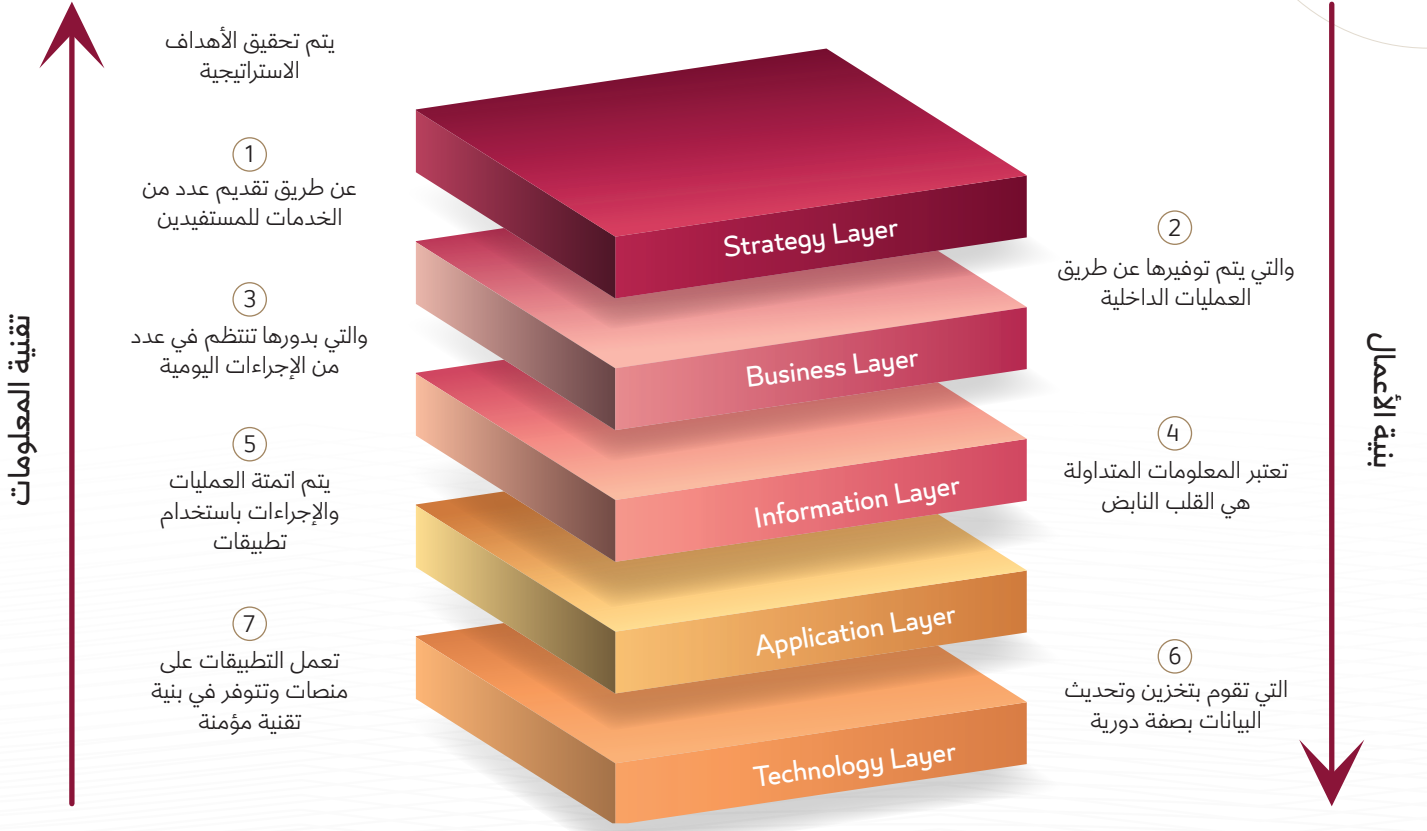 يتم تحقيق الأهداف
الاستراتيجية
1
عن طريق تقديم عدد من
الخدمات للمستفيدين
2
والتي يتم توفيرها عن طريق
العمليات الداخلية
3
والتي بدورها تنتظم في عدد
من الإجراءات اليومية
4
تعتبر المعلومات المتداولة
هي القلب النابض
5
يتم اتمتة العمليات
والإجراءات باستخدام
تطبيقات
6
التي تقوم بتخزين وتحديث
البيانات بصفة دورية
7
تعمل التطبيقات على
منصات وتتوفر في بنية
تقنية مؤمنة
Strategy Layer
Business Layer
Information Layer
Application Layer
Technology Layer
تقنية المعلومات
بنية الأعمال